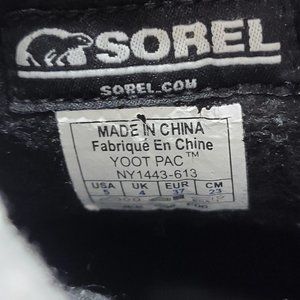 SOREL
SOREL.COM
MADE IN CHINA
Fabriqué En Chine
YOOT PAC™
NY1443-613
USA UK EUR CM
5 4 37 23